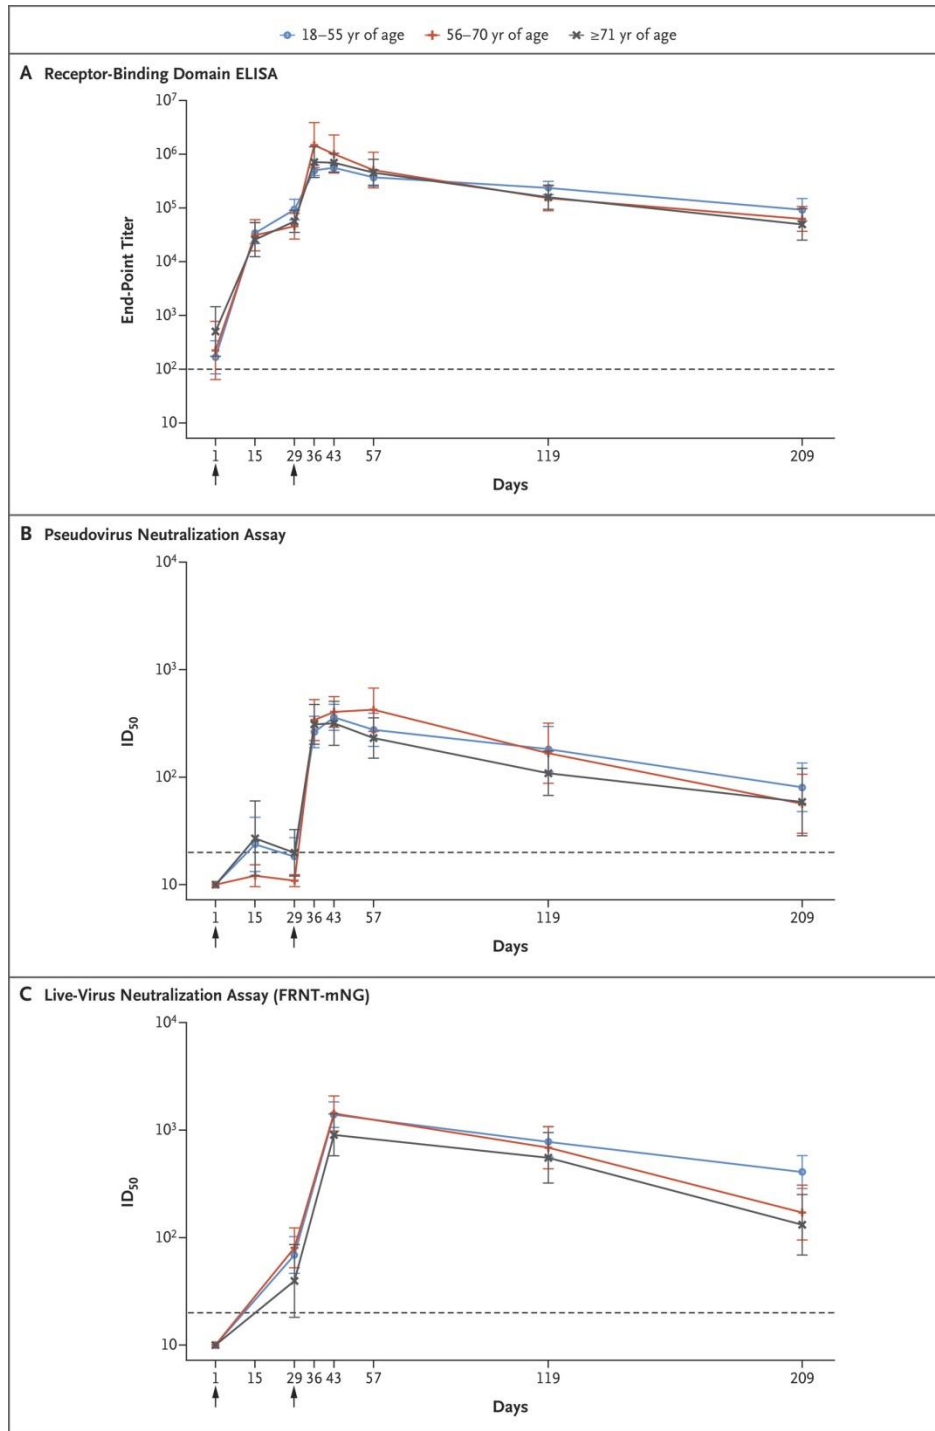 18–55 yr of age 56–70 yr of age ≥71 yr of age
A Receptor-Binding Domain ELISA
10⁷
10⁶
10⁵
10⁴
10³
10²
10
End-Point Titer
1 15 29 36 43 57 119 209
Days
B Pseudovirus Neutralization Assay
10⁴
10³
10²
10
ID₅₀
1 15 29 36 43 57 119 209
Days
C Live-Virus Neutralization Assay (FRNT-mNG)
10⁴
10³
10²
10
ID₅₀
1 15 29 36 43 57 119 209
Days